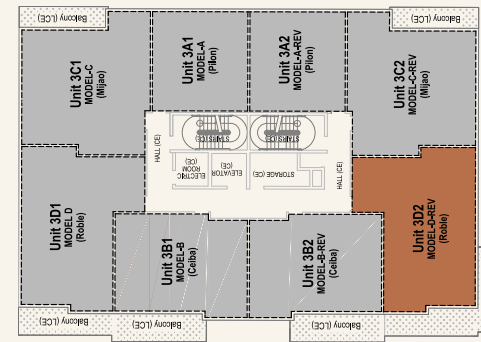 Balcony (LCE)
Balcony (LCE)
Unit 3C1
MODEL-C
(Mijao)
Unit 3A1
MODEL-A
(Pilon)
Unit 3A2
MODEL-A-REV
(Pilon)
Unit 3C2
MODEL-C-REV
(Mijao)
STAIRS(CE)
STAIRS(CE)
HALL (CE)
ELECTRIC
ROOM
(CE)
ELEVATOR
(CE)
STORAGE (CE)
HALL (CE)
Unit 3D1
MODEL D
(Roble)
Unit 3B1
MODEL-B
(Ceiba)
Unit 3B2
MODEL-B-REV
(Ceiba)
Unit 3D2
MODEL-D-REV
(Roble)
Balcony (LCE)
Balcony (LCE)
Balcony (LCE)
Balcony (LCE)